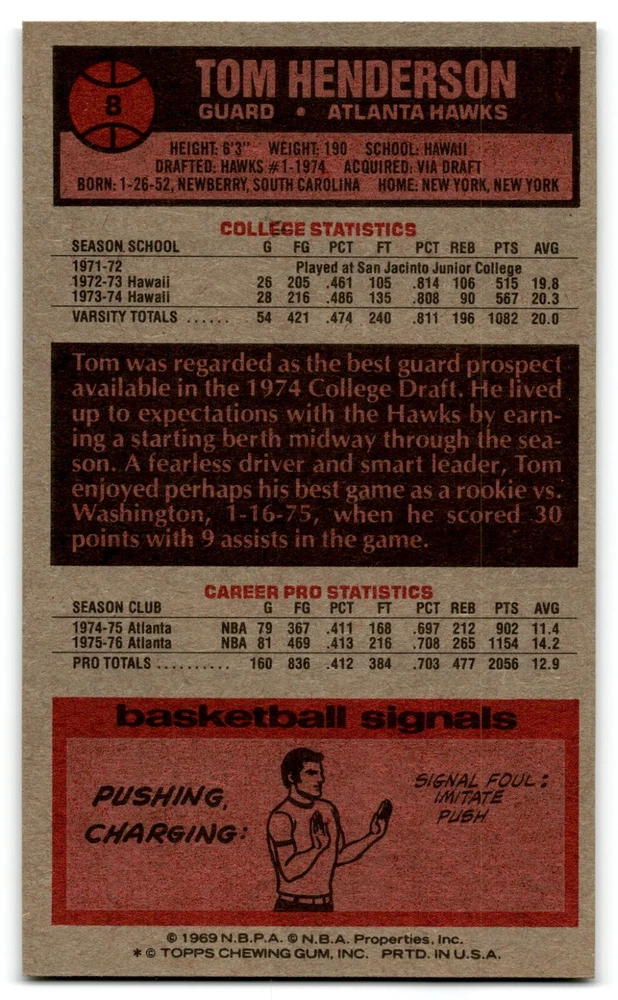 8
TOM HENDERSON
GUARD • ATLANTA HAWKS
HEIGHT: 6'3" WEIGHT: 190 SCHOOL: HAWAII
DRAFTED: HAWKS #1-1974 ACQUIRED: VIA DRAFT
BORN: 1-26-52, NEWBERRY, SOUTH CAROLINA HOME: NEW YORK, NEW YORK
COLLEGE STATISTICS
SEASON SCHOOL G FG PCT FT PCT REB PTS AVG
1971-72 Played at San Jacinto Junior College
1972-73 Hawaii 26 205 .461 105 .814 106 515 19.8
1973-74 Hawaii 28 216 .486 135 .808 90 567 20.3
VARSITY TOTALS ...... 54 421 .474 240 .811 196 1082 20.0
Tom was regarded as the best guard prospect
available in the 1974 College Draft. He lived
up to expectations with the Hawks by earn-
ing a starting berth midway through the sea-
son. A fearless driver and smart leader, Tom
enjoyed perhaps his best game as a rookie vs.
Washington, 1-16-75, when he scored 30
points with 9 assists in the game.
CAREER PRO STATISTICS
SEASON CLUB G FG PCT FT PCT REB PTS AVG
1974-75 Atlanta NBA 79 367 .411 168 .697 212 902 11.4
1975-76 Atlanta NBA 81 469 .413 216 .708 265 1154 14.2
PRO TOTALS .......... 160 836 .412 384 .703 477 2056 12.9
basketball signals
PUSHING,
CHARGING:
SIGNAL FOUL:
IMITATE
PUSH
© 1969 N.B.P.A. © N.B.A. Properties, Inc.
* © TOPPS CHEWING GUM, INC. PRTD. IN U.S.A.